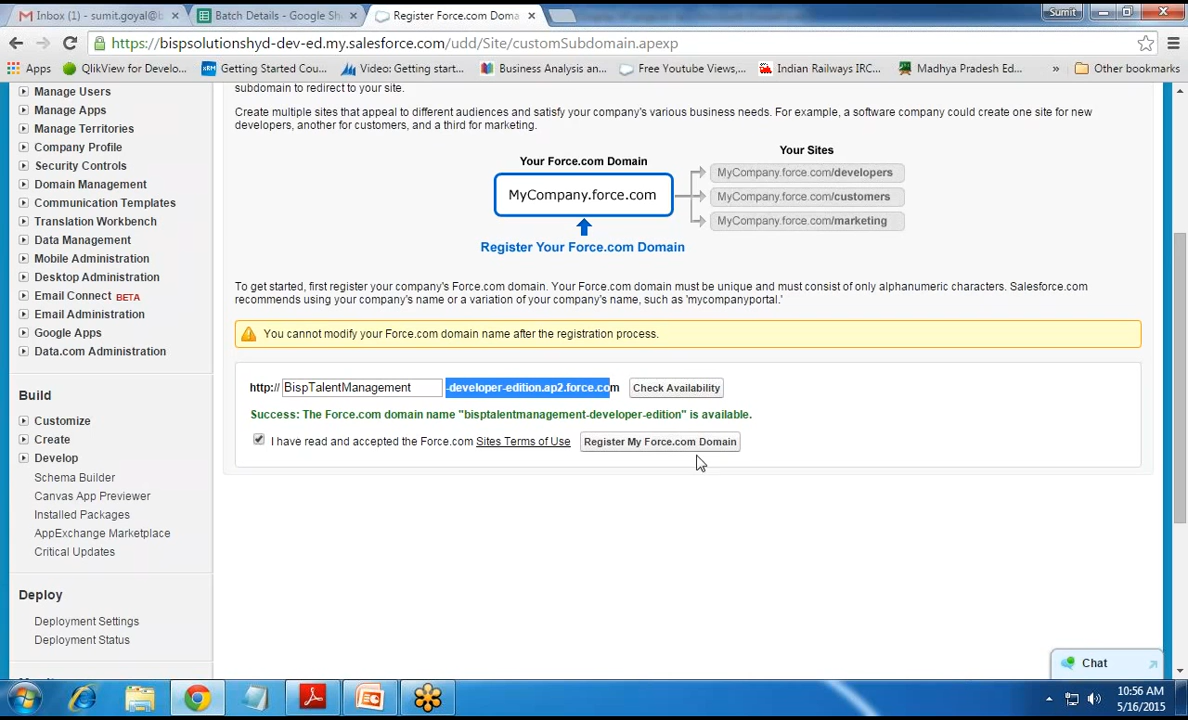 Inbox (1) - sumit.goyal@b
Batch Details - Google Sh
Register Force.com Doma
Sumit
https://bispsolutionshyd-dev-ed.my.salesforce.com/udd/Site/customSubdomain.apexp
Apps
QlikView for Develo...
Getting Started Cou...
Video: Getting start...
Business Analysis an...
Free Youtube Views,...
Indian Railways IRC...
Madhya Pradesh Ed...
»
Other bookmarks
Manage Users
Manage Apps
Manage Territories
Company Profile
Security Controls
Domain Management
Communication Templates
Translation Workbench
Data Management
Mobile Administration
Desktop Administration
Email Connect BETA
Email Administration
Google Apps
Data.com Administration
Build
Customize
Create
Develop
Schema Builder
Canvas App Previewer
Installed Packages
AppExchange Marketplace
Critical Updates
Deploy
Deployment Settings
Deployment Status
subdomain to redirect to your site.
Create multiple sites that appeal to different audiences and satisfy your company's various business needs. For example, a software company could create one site for new
developers, another for customers, and a third for marketing.
Your Force.com Domain
MyCompany.force.com
Register Your Force.com Domain
Your Sites
MyCompany.force.com/developers
MyCompany.force.com/customers
MyCompany.force.com/marketing
To get started, first register your company's Force.com domain. Your Force.com domain must be unique and must consist of only alphanumeric characters. Salesforce.com
recommends using your company's name or a variation of your company's name, such as 'mycompanyportal.'
You cannot modify your Force.com domain name after the registration process.
http:// BispTalentManagement -developer-edition.ap2.force.com Check Availability
Success: The Force.com domain name "bisptalentmanagement-developer-edition" is available.
I have read and accepted the Force.com Sites Terms of Use Register My Force.com Domain
Chat
10:56 AM
5/16/2015